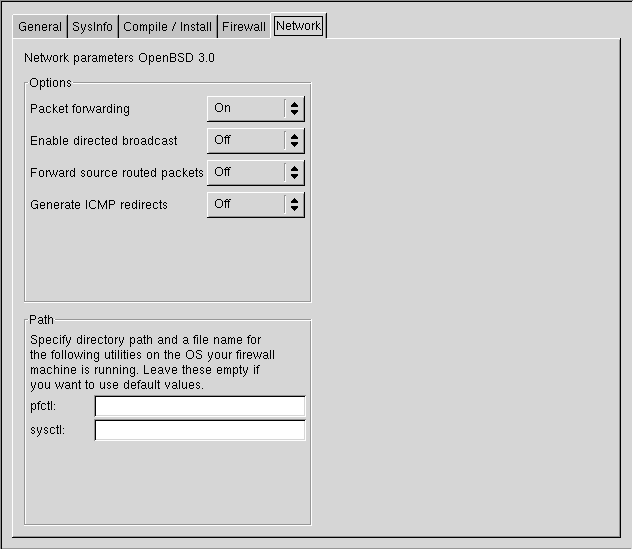 General SysInfo Compile / Install Firewall Network
Network parameters OpenBSD 3.0
Options
Packet forwarding On
Enable directed broadcast Off
Forward source routed packets Off
Generate ICMP redirects Off
Path
Specify directory path and a file name for
the following utilities on the OS your firewall
machine is running. Leave these empty if
you want to use default values.
pfctl:
sysctl: